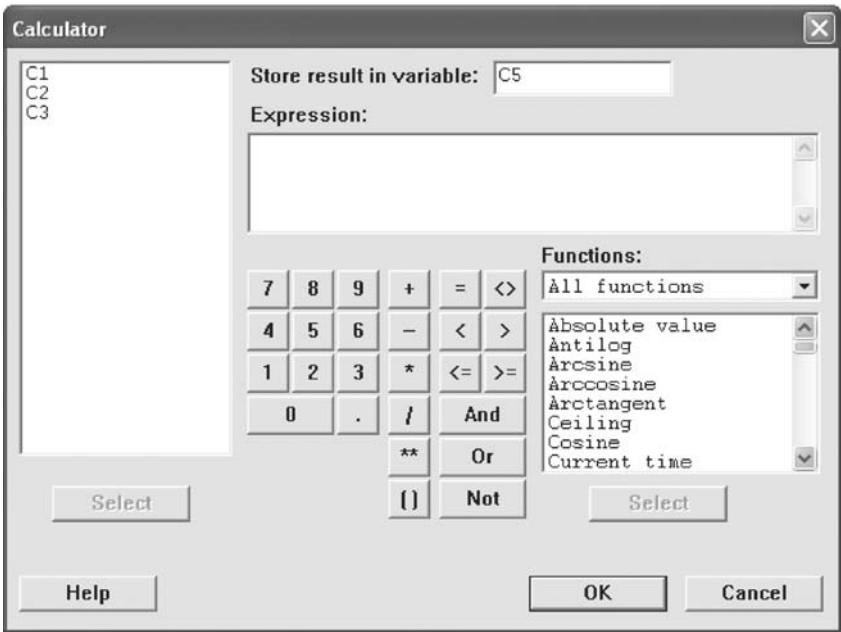 Calculator
C1
C2
C3
Store result in variable: C5
Expression:
Functions:
All functions
7 8 9 + = <>
4 5 6 − < >
1 2 3 * <= >=
0 . / And
** Or
() Not
Absolute value
Antilog
Arcsine
Arccosine
Arctangent
Ceiling
Cosine
Current time
Select
Select
Help
OK
Cancel